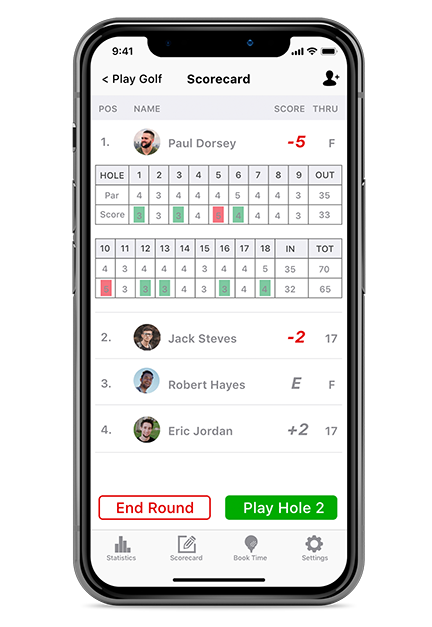 9:41
< Play Golf Scorecard
POS NAME SCORE THRU
1. Paul Dorsey -5 F
HOLE 1 2 3 4 5 6 7 8 9 OUT
Par 4 3 4 4 4 5 4 4 3 35
Score 3 3 3 4 5 4 4 4 3 33
10 11 12 13 14 15 16 17 18 IN TOT
4 3 4 4 4 3 4 4 5 35 70
5 3 3 3 4 3 3 4 4 32 65
2. Jack Steves -2 17
3. Robert Hayes E F
4. Eric Jordan +2 17
End Round Play Hole 2
Statistics Scorecard Book Time Settings